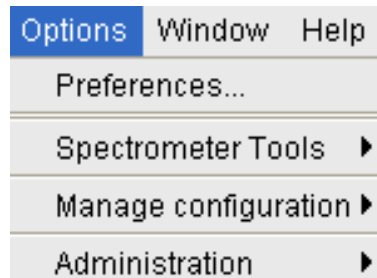 Options Window Help
Preferences...
Spectrometer Tools
Manage configuration
Administration